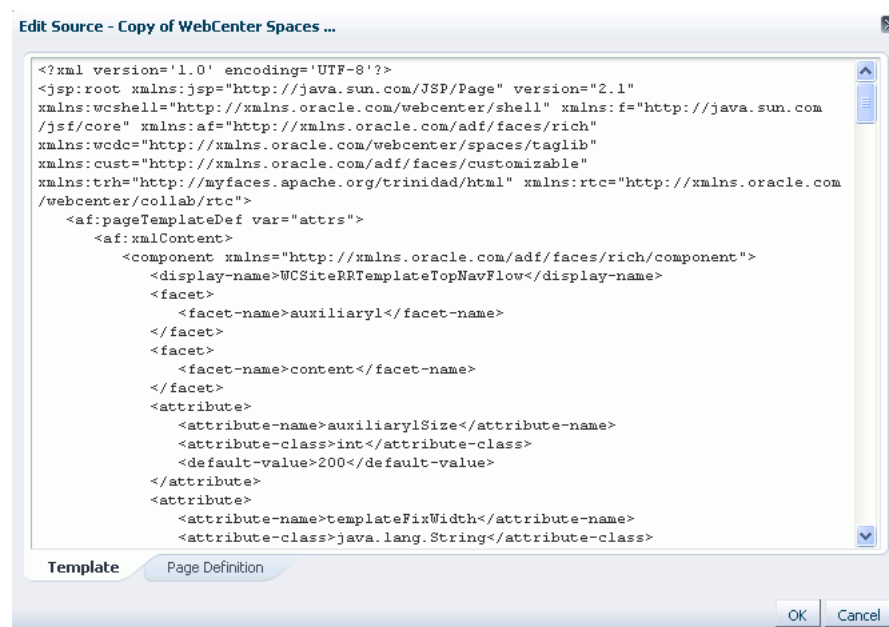 Edit Source - Copy of WebCenter Spaces ...
<?xml version='1.0' encoding='UTF-8'?>
<jsp:root xmlns:jsp="http://java.sun.com/JSP/Page" version="2.1"
xmlns:wcshell="http://xmlns.oracle.com/webcenter/shell" xmlns:f="http://java.sun.com
/jsf/core" xmlns:af="http://xmlns.oracle.com/adf/faces/rich"
xmlns:wcdc="http://xmlns.oracle.com/webcenter/spaces/taglib"
xmlns:cust="http://xmlns.oracle.com/adf/faces/customizable"
xmlns:trh="http://myfaces.apache.org/trinidad/html" xmlns:rtc="http://xmlns.oracle.com
/webcenter/collab/rtc">
<af:pageTemplateDef var="attrs">
<af:xmlContent>
<component xmlns="http://xmlns.oracle.com/adf/faces/rich/component">
<display-name>WCSiteRRTemplateTopNavFlow</display-name>
<facet>
<facet-name>auxiliary1</facet-name>
</facet>
<facet>
<facet-name>content</facet-name>
</facet>
<attribute>
<attribute-name>auxiliary1Size</attribute-name>
<attribute-class>int</attribute-class>
<default-value>200</default-value>
</attribute>
<attribute>
<attribute-name>templateFixWidth</attribute-name>
<attribute-class>java.lang.String</attribute-class>
Template Page Definition
OK Cancel